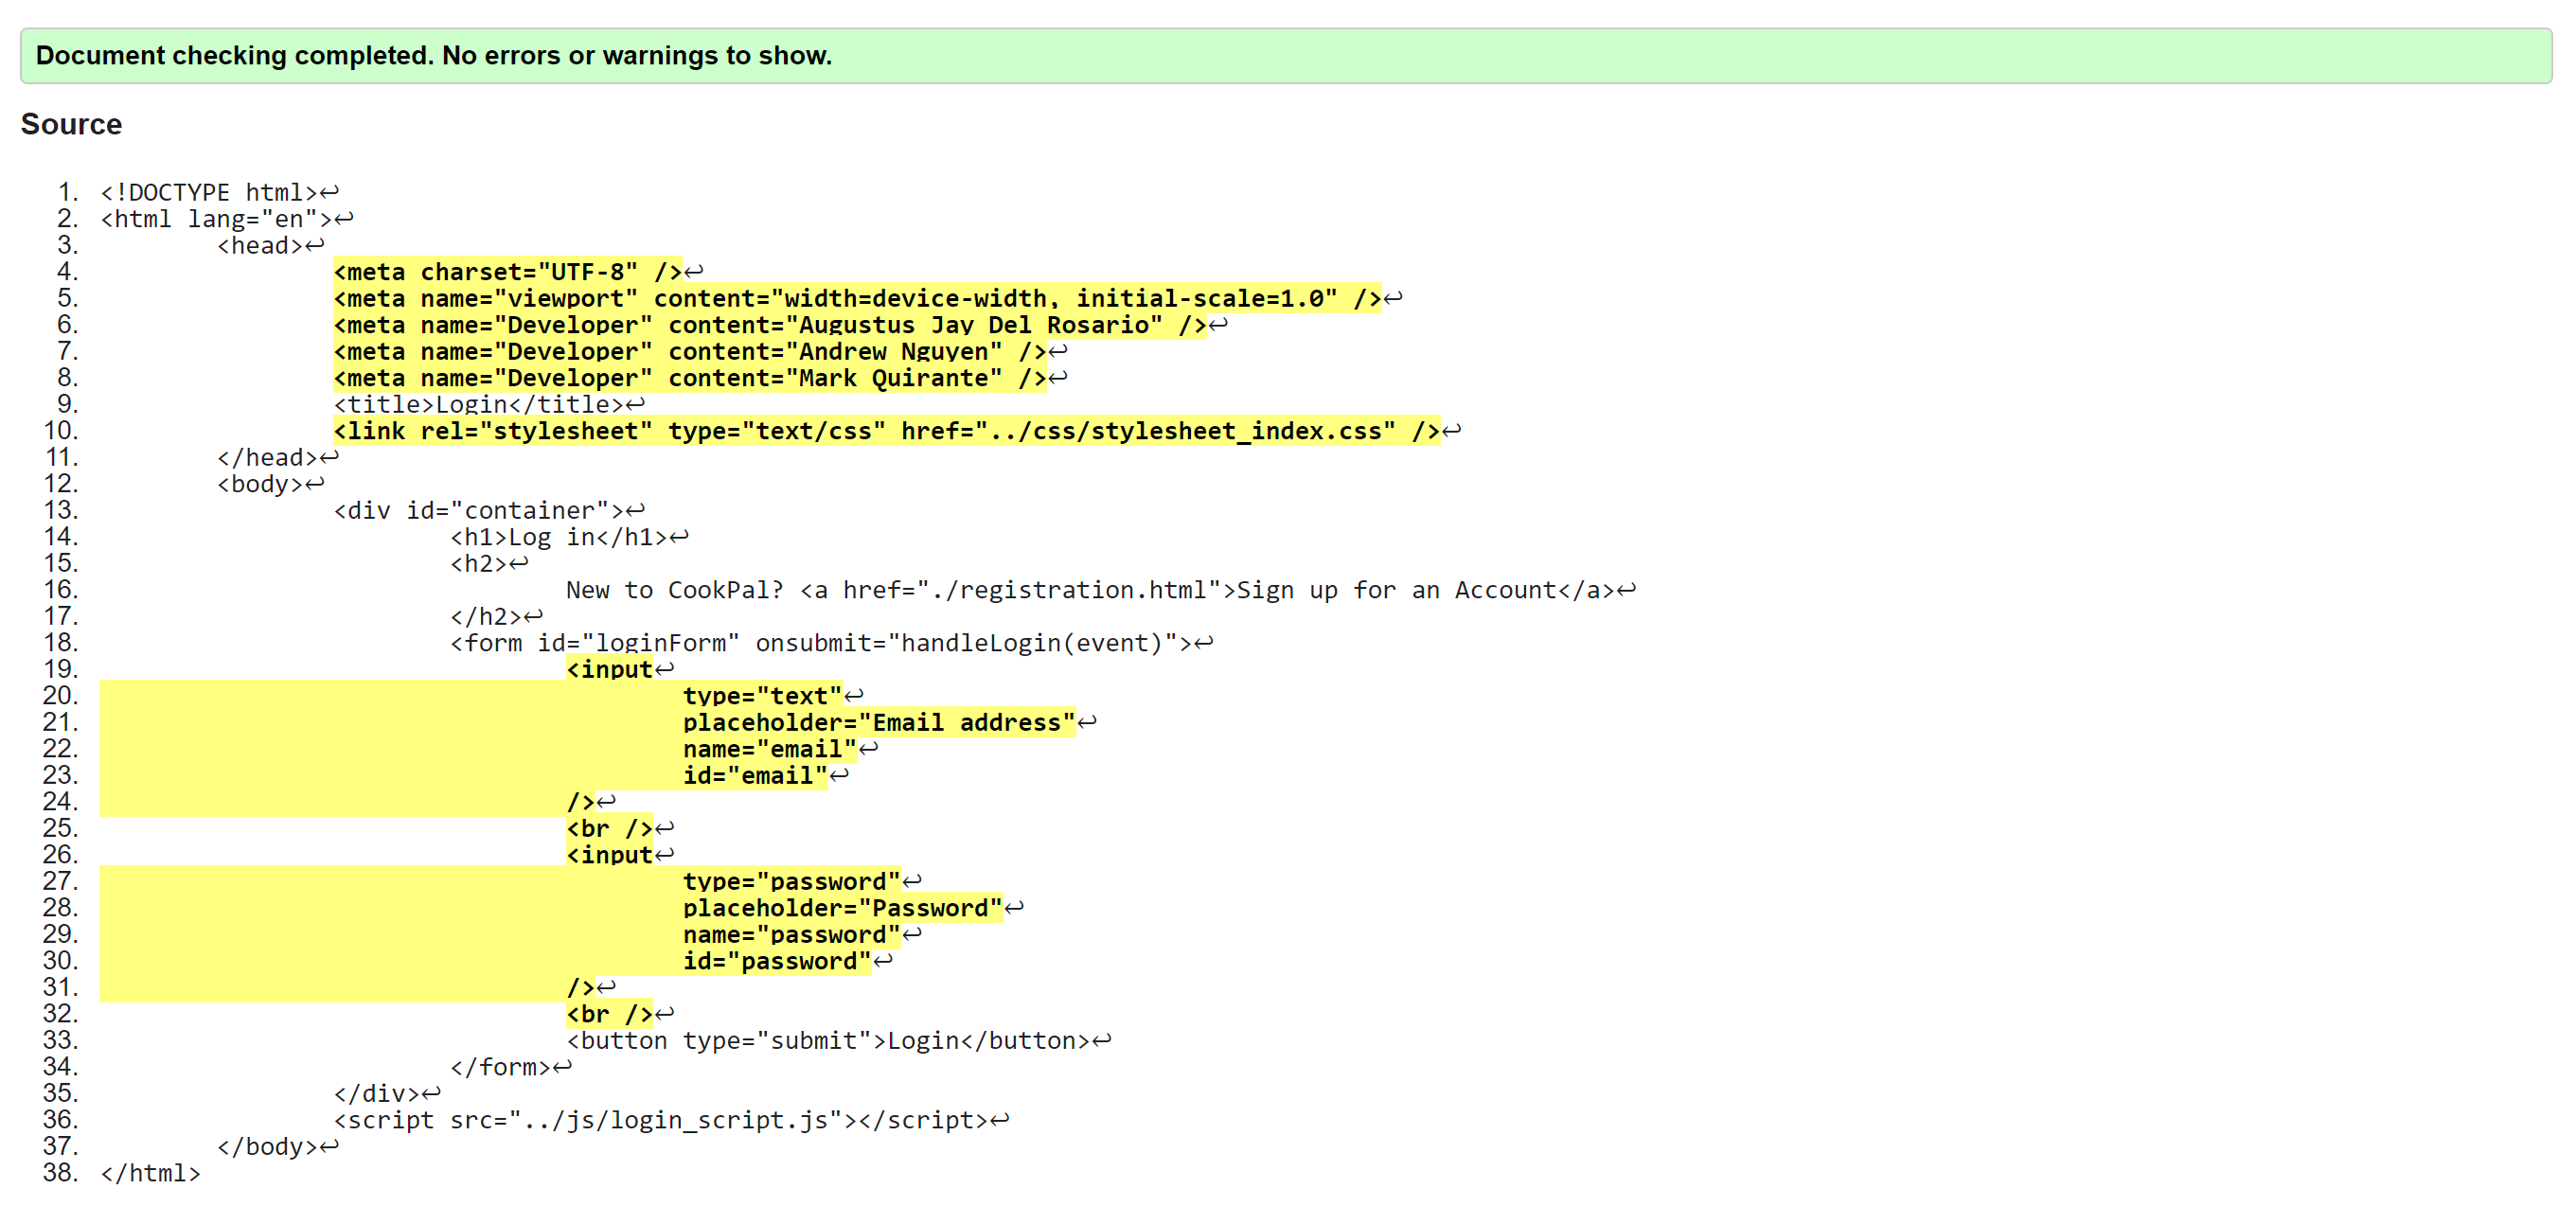 Document checking completed. No errors or warnings to show.
Source
1. <!DOCTYPE html>↩
2. <html lang="en">↩
3. <head>↩
4. <meta charset="UTF-8" />↩
5. <meta name="viewport" content="width=device-width, initial-scale=1.0" />↩
6. <meta name="Developer" content="Augustus Jay Del Rosario" />↩
7. <meta name="Developer" content="Andrew Nguyen" />↩
8. <meta name="Developer" content="Mark Quirante" />↩
9. <title>Login</title>↩
10. <link rel="stylesheet" type="text/css" href="../css/stylesheet_index.css" />↩
11. </head>↩
12. <body>↩
13. <div id="container">↩
14. <h1>Log in</h1>↩
15. <h2>↩
16. New to CookPal? <a href="./registration.html">Sign up for an Account</a>↩
17. </h2>↩
18. <form id="loginForm" onsubmit="handleLogin(event)">↩
19. <input↩
20. type="text"↩
21. placeholder="Email address"↩
22. name="email"↩
23. id="email"↩
24. />↩
25. <br />↩
26. <input↩
27. type="password"↩
28. placeholder="Password"↩
29. name="password"↩
30. id="password"↩
31. />↩
32. <br />↩
33. <button type="submit">Login</button>↩
34. </form>↩
35. </div>↩
36. <script src="../js/login_script.js"></script>↩
37. </body>↩
38. </html>